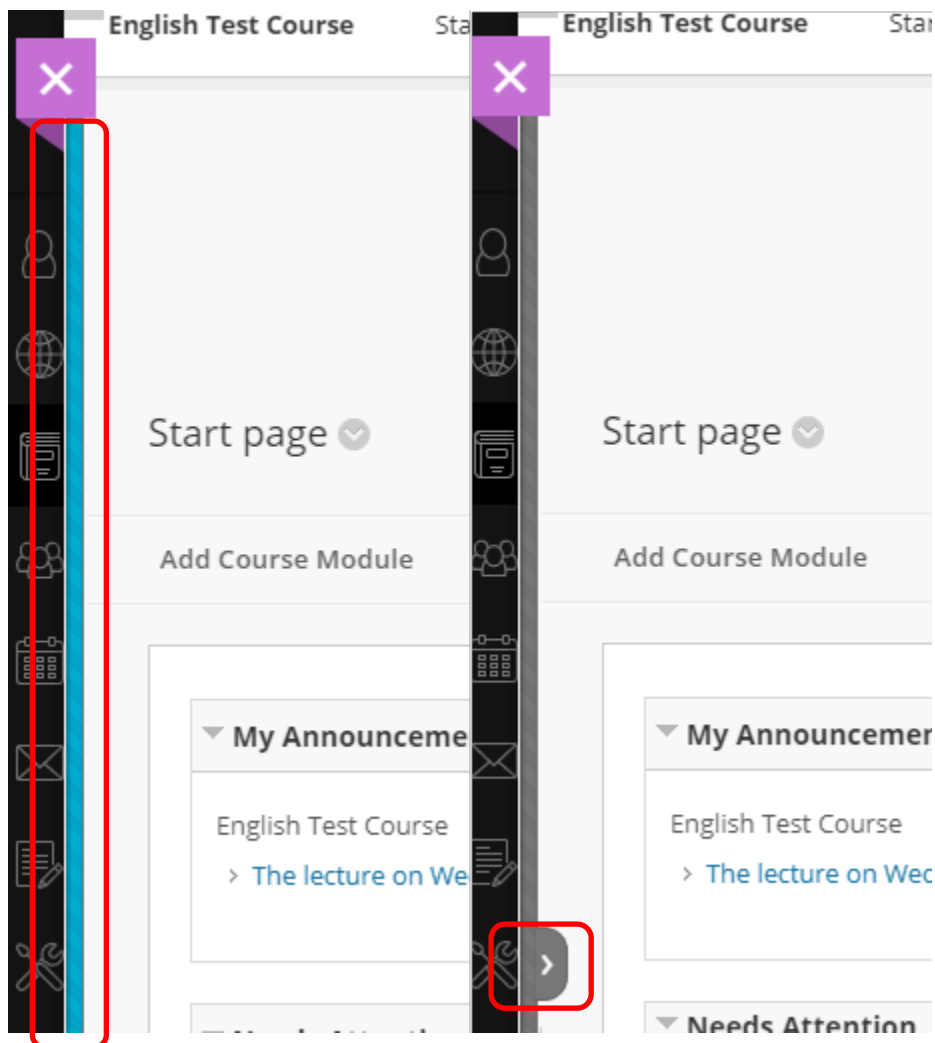 English Test Course
Start page
Add Course Module
My Announceme
English Test Course
> The lecture on We
English Test Course
Start page
Add Course Module
My Announcemen
English Test Course
> The lecture on Wed
Needs Attention